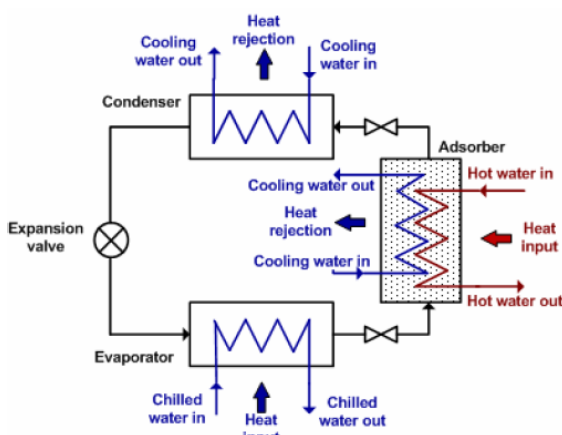 Heat
rejection
Cooling
water out
Cooling
water in
Condenser
Adsorber
Cooling water out
Hot water in
Expansion
valve
Heat
rejection
Heat
input
Cooling water in
Hot water out
Evaporator
Chilled
water in
Heat
input
Chilled
water out